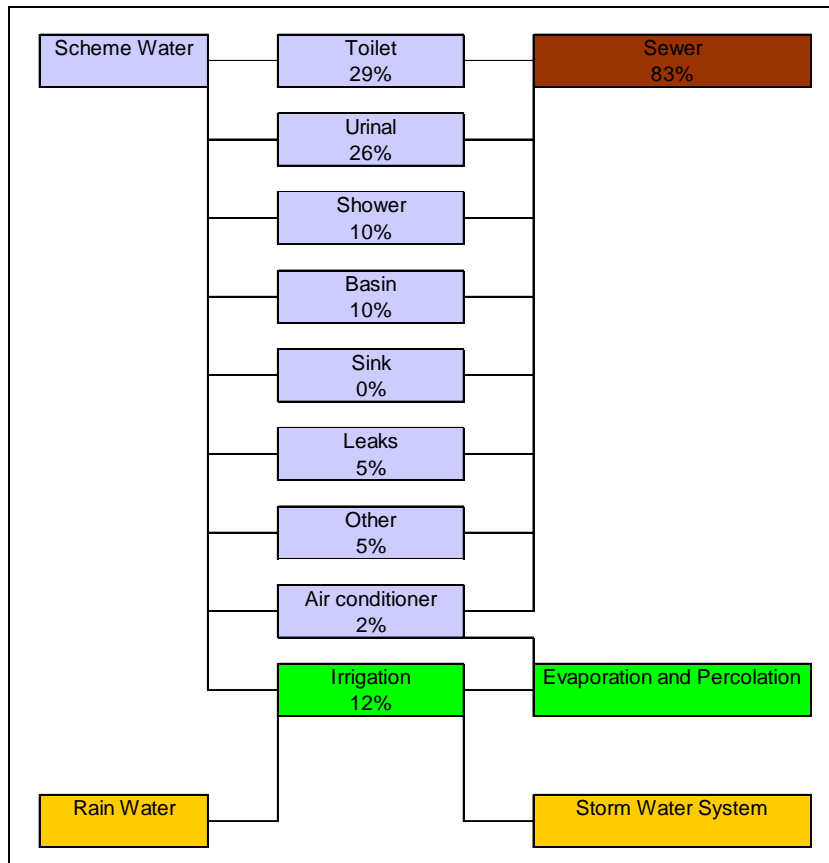 Scheme Water
Toilet
29%
Sewer
83%
Urinal
26%
Shower
10%
Basin
10%
Sink
0%
Leaks
5%
Other
5%
Air conditioner
2%
Irrigation
12%
Evaporation and Percolation
Rain Water
Storm Water System